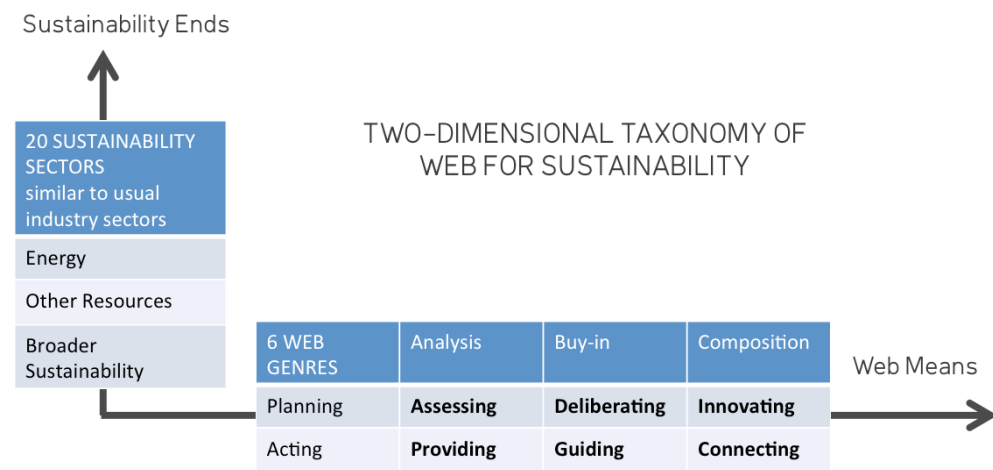 Sustainability Ends
20 SUSTAINABILITY
SECTORS
similar to usual
industry sectors
Energy
Other Resources
Broader
Sustainability
TWO-DIMENSIONAL TAXONOMY OF
WEB FOR SUSTAINABILITY
6 WEB
GENRES
Analysis
Buy-in
Composition
Planning
Assessing
Deliberating
Innovating
Acting
Providing
Guiding
Connecting
Web Means